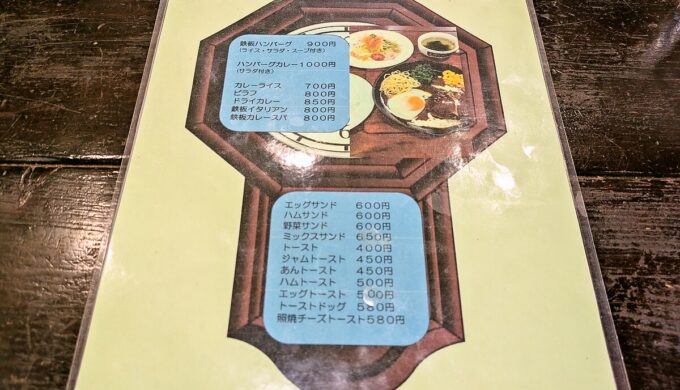 鉄板ハンバーグ 900円
(ライス・サラダ・スープ付き)
ハンバーグカレー1000円
(サラダ付き)
カレーライス 700円
ピラフ 800円
ドライカレー 850円
鉄板イタリアン 800円
鉄板カレースパ 800円
6
エッグサンド 600円
ハムサンド 600円
野菜サンド 600円
ミックスサンド 650円
トースト 400円
ジャムトースト 450円
あんトースト 450円
ハムトースト 500円
エッグトースト 500円
トーストドッグ 580円
照焼チーズトースト580円